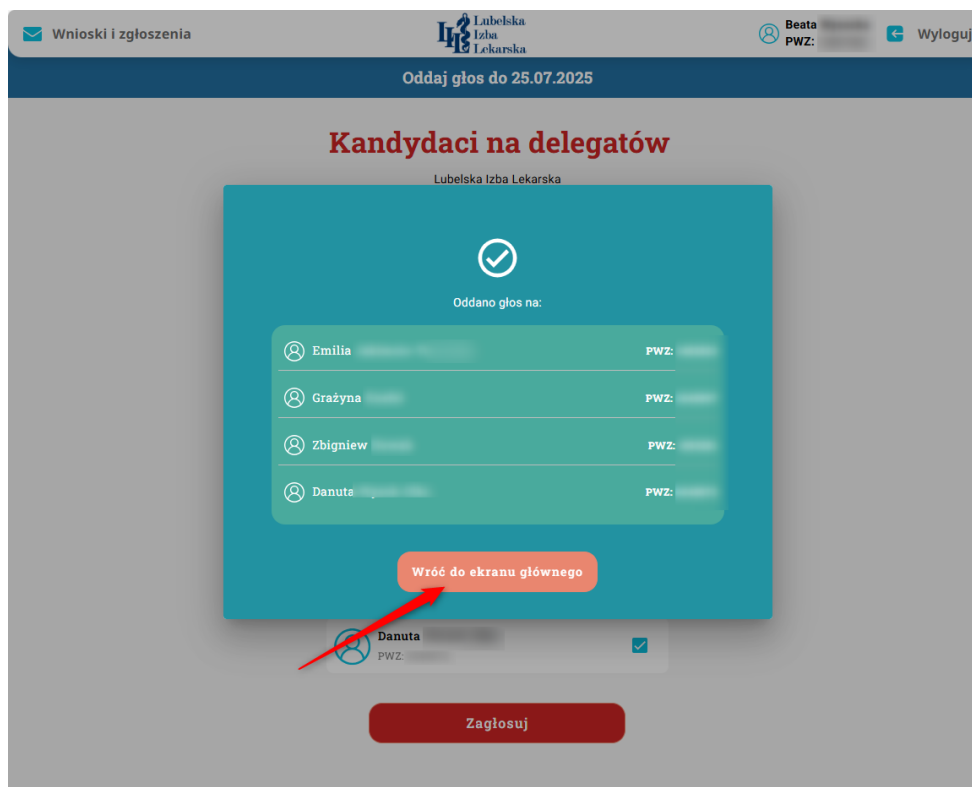 Wnioski i zgłoszenia
Lubelska
Izba
Lekarska
Beata
PWZ:
Wyloguj
Oddaj głos do 25.07.2025
Kandydaci na delegatów
Lubelska Izba Lekarska
Oddano głos na:
Emilia PWZ:
Grażyna PWZ:
Zbigniew PWZ:
Danuta PWZ:
Wróć do ekranu głównego
Danuta
PWZ:
Zagłosuj